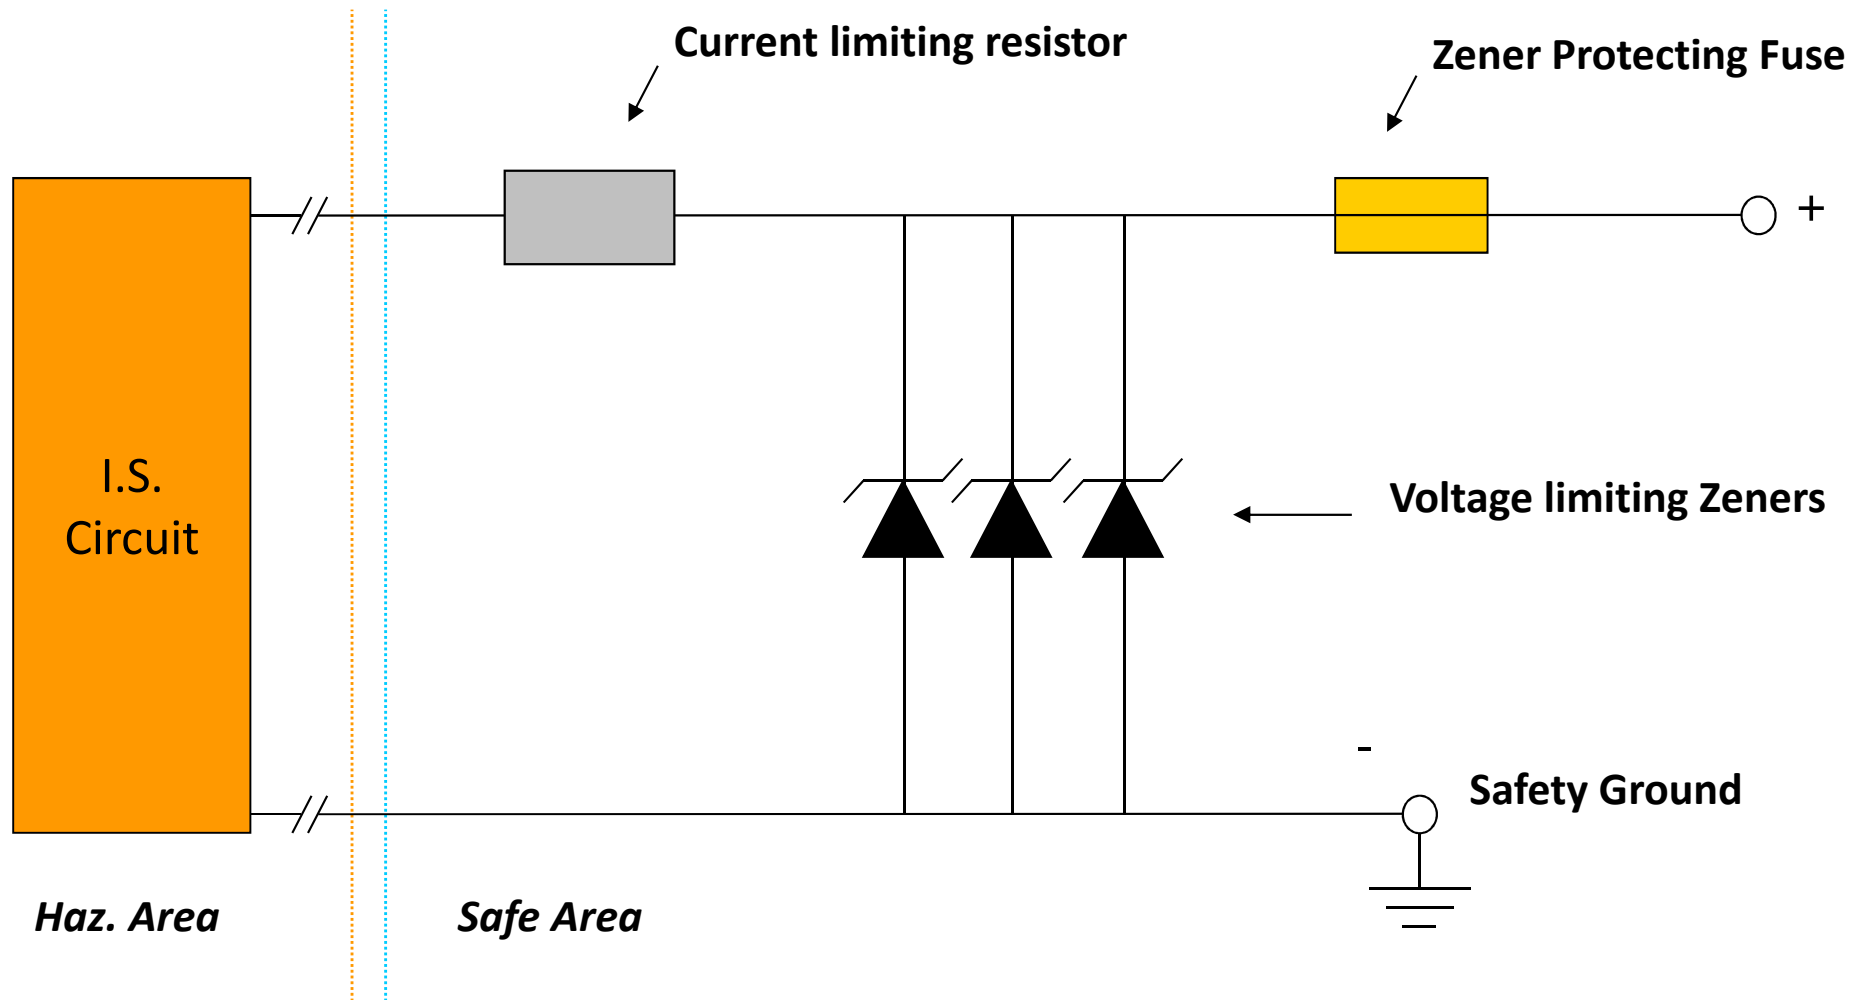 Current limiting resistor
Zener Protecting Fuse
+
I.S.
Circuit
Voltage limiting Zeners
-
Safety Ground
Haz. Area
Safe Area